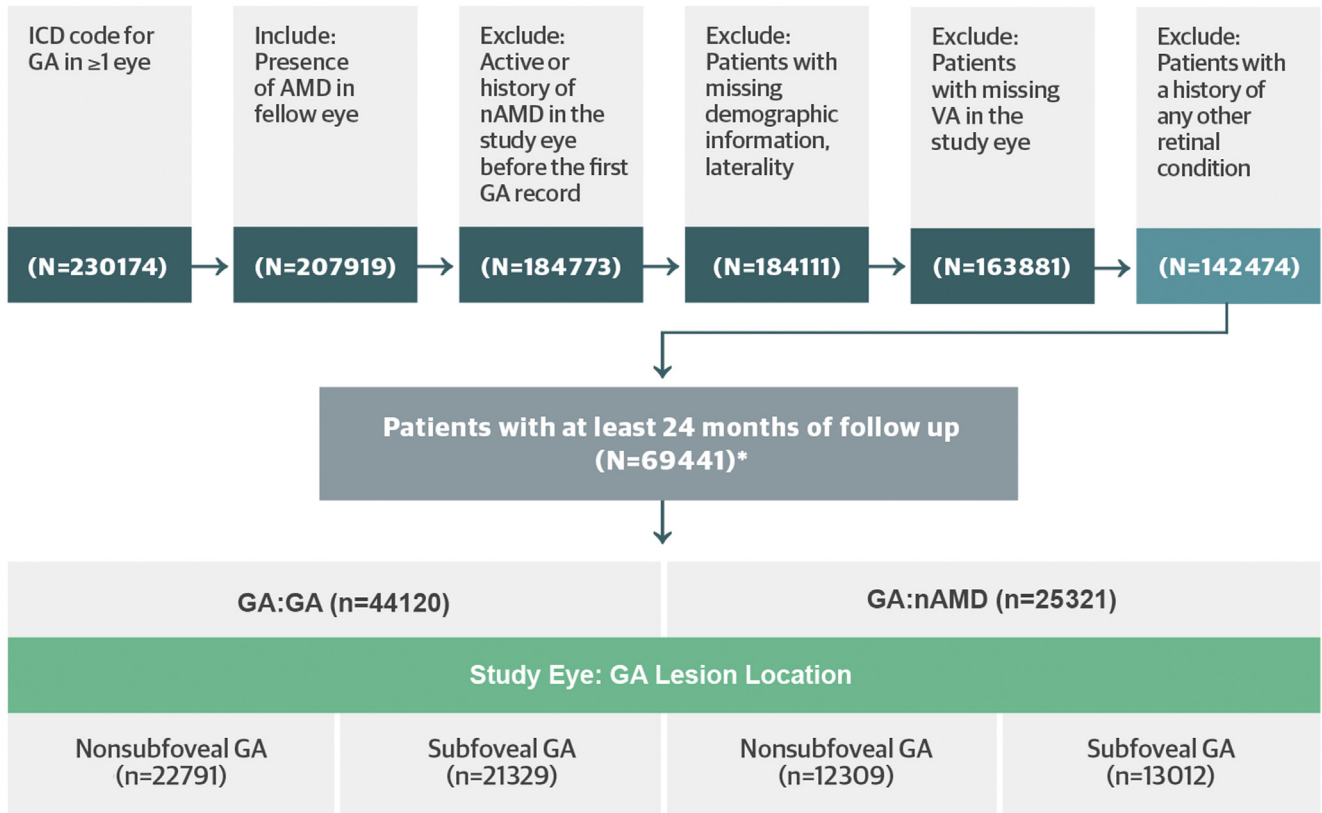 ICD code for
GA in ≥1 eye
(N=230174)
Include:
Presence
of AMD in
fellow eye
(N=207919)
Exclude:
Active or
history of
nAMD in the
study eye
before the first
GA record
(N=184773)
Exclude:
Patients with
missing
demographic
information,
laterality
(N=184111)
Exclude:
Patients
with missing
VA in the
study eye
(N=163881)
Exclude:
Patients with
a history of
any other
retinal
condition
(N=142474)
Patients with at least 24 months of follow up
(N=69441)*
GA:GA (n=44120)
GA:nAMD (n=25321)
Study Eye: GA Lesion Location
Nonsubfoveal GA
(n=22791)
Subfoveal GA
(n=21329)
Nonsubfoveal GA
(n=12309)
Subfoveal GA
(n=13012)